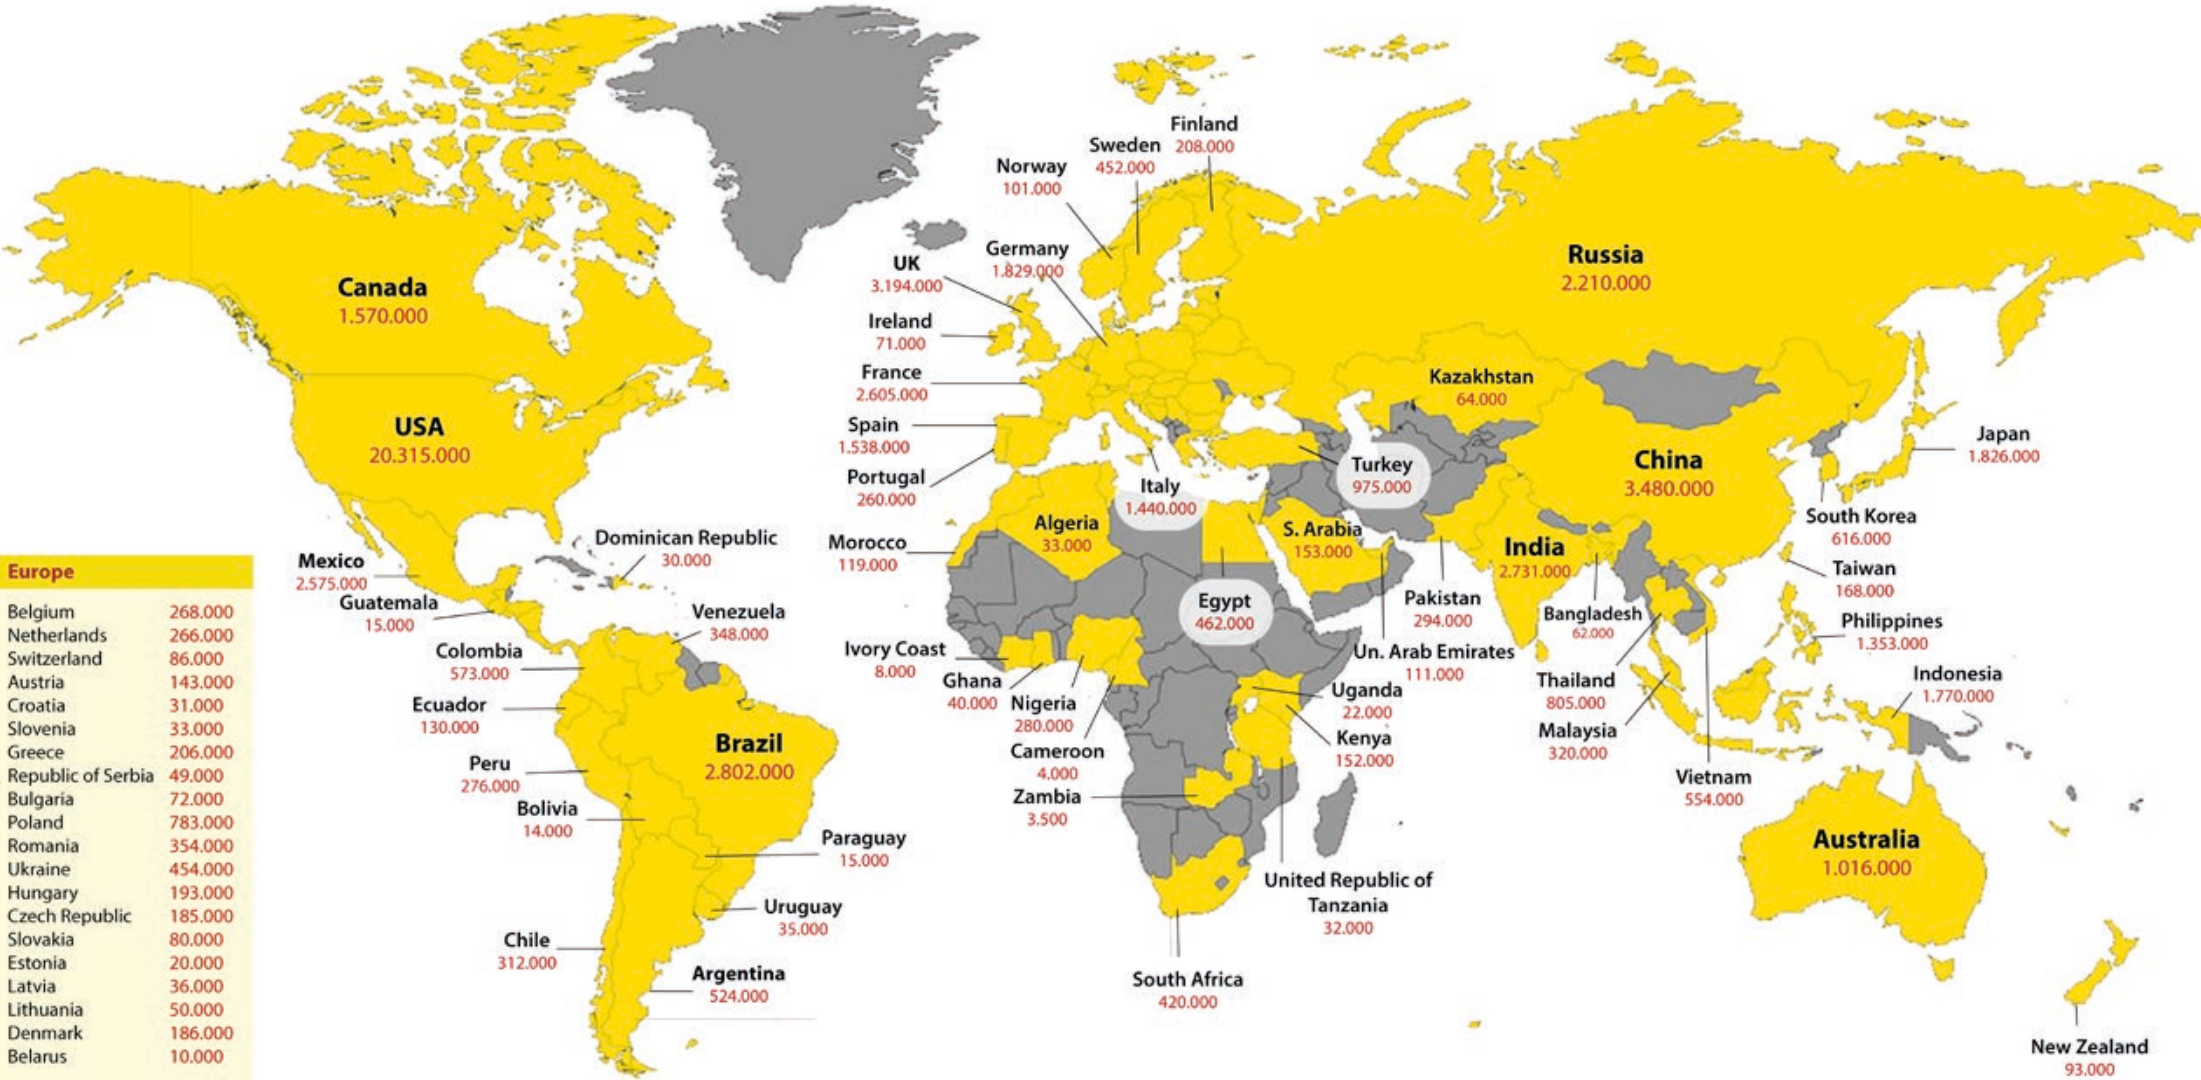 Canada
1.570.000
USA
20.315.000
Mexico
2.575.000
Guatemala
15.000
Dominican Republic
30.000
Venezuela
348.000
Colombia
573.000
Ecuador
130.000
Peru
276.000
Bolivia
14.000
Brazil
2.802.000
Paraguay
15.000
Uruguay
35.000
Chile
312.000
Argentina
524.000
Finland
208.000
Sweden
452.000
Norway
101.000
Germany
1.829.000
UK
3.194.000
Ireland
71.000
France
2.605.000
Spain
1.538.000
Portugal
260.000
Italy
1.440.000
Turkey
975.000
Russia
2.210.000
Kazakhstan
64.000
China
3.480.000
Japan
1.826.000
South Korea
616.000
Taiwan
168.000
Philippines
1.353.000
Indonesia
1.770.000
India
2.731.000
Bangladesh
62.000
Pakistan
294.000
Un. Arab Emirates
111.000
S. Arabia
153.000
Thailand
805.000
Malaysia
320.000
Vietnam
554.000
Morocco
119.000
Algeria
33.000
Egypt
462.000
Ivory Coast
8.000
Ghana
40.000
Nigeria
280.000
Cameroon
4.000
Zambia
3.500
Uganda
22.000
Kenya
152.000
United Republic of
Tanzania
32.000
South Africa
420.000
Australia
1.016.000
New Zealand
93.000
Europe
Belgium 268.000
Netherlands 266.000
Switzerland 86.000
Austria 143.000
Croatia 31.000
Slovenia 33.000
Greece 206.000
Republic of Serbia 49.000
Bulgaria 72.000
Poland 783.000
Romania 354.000
Ukraine 454.000
Hungary 193.000
Czech Republic 185.000
Slovakia 80.000
Estonia 20.000
Latvia 36.000
Lithuania 50.000
Denmark 186.000
Belarus 10.000